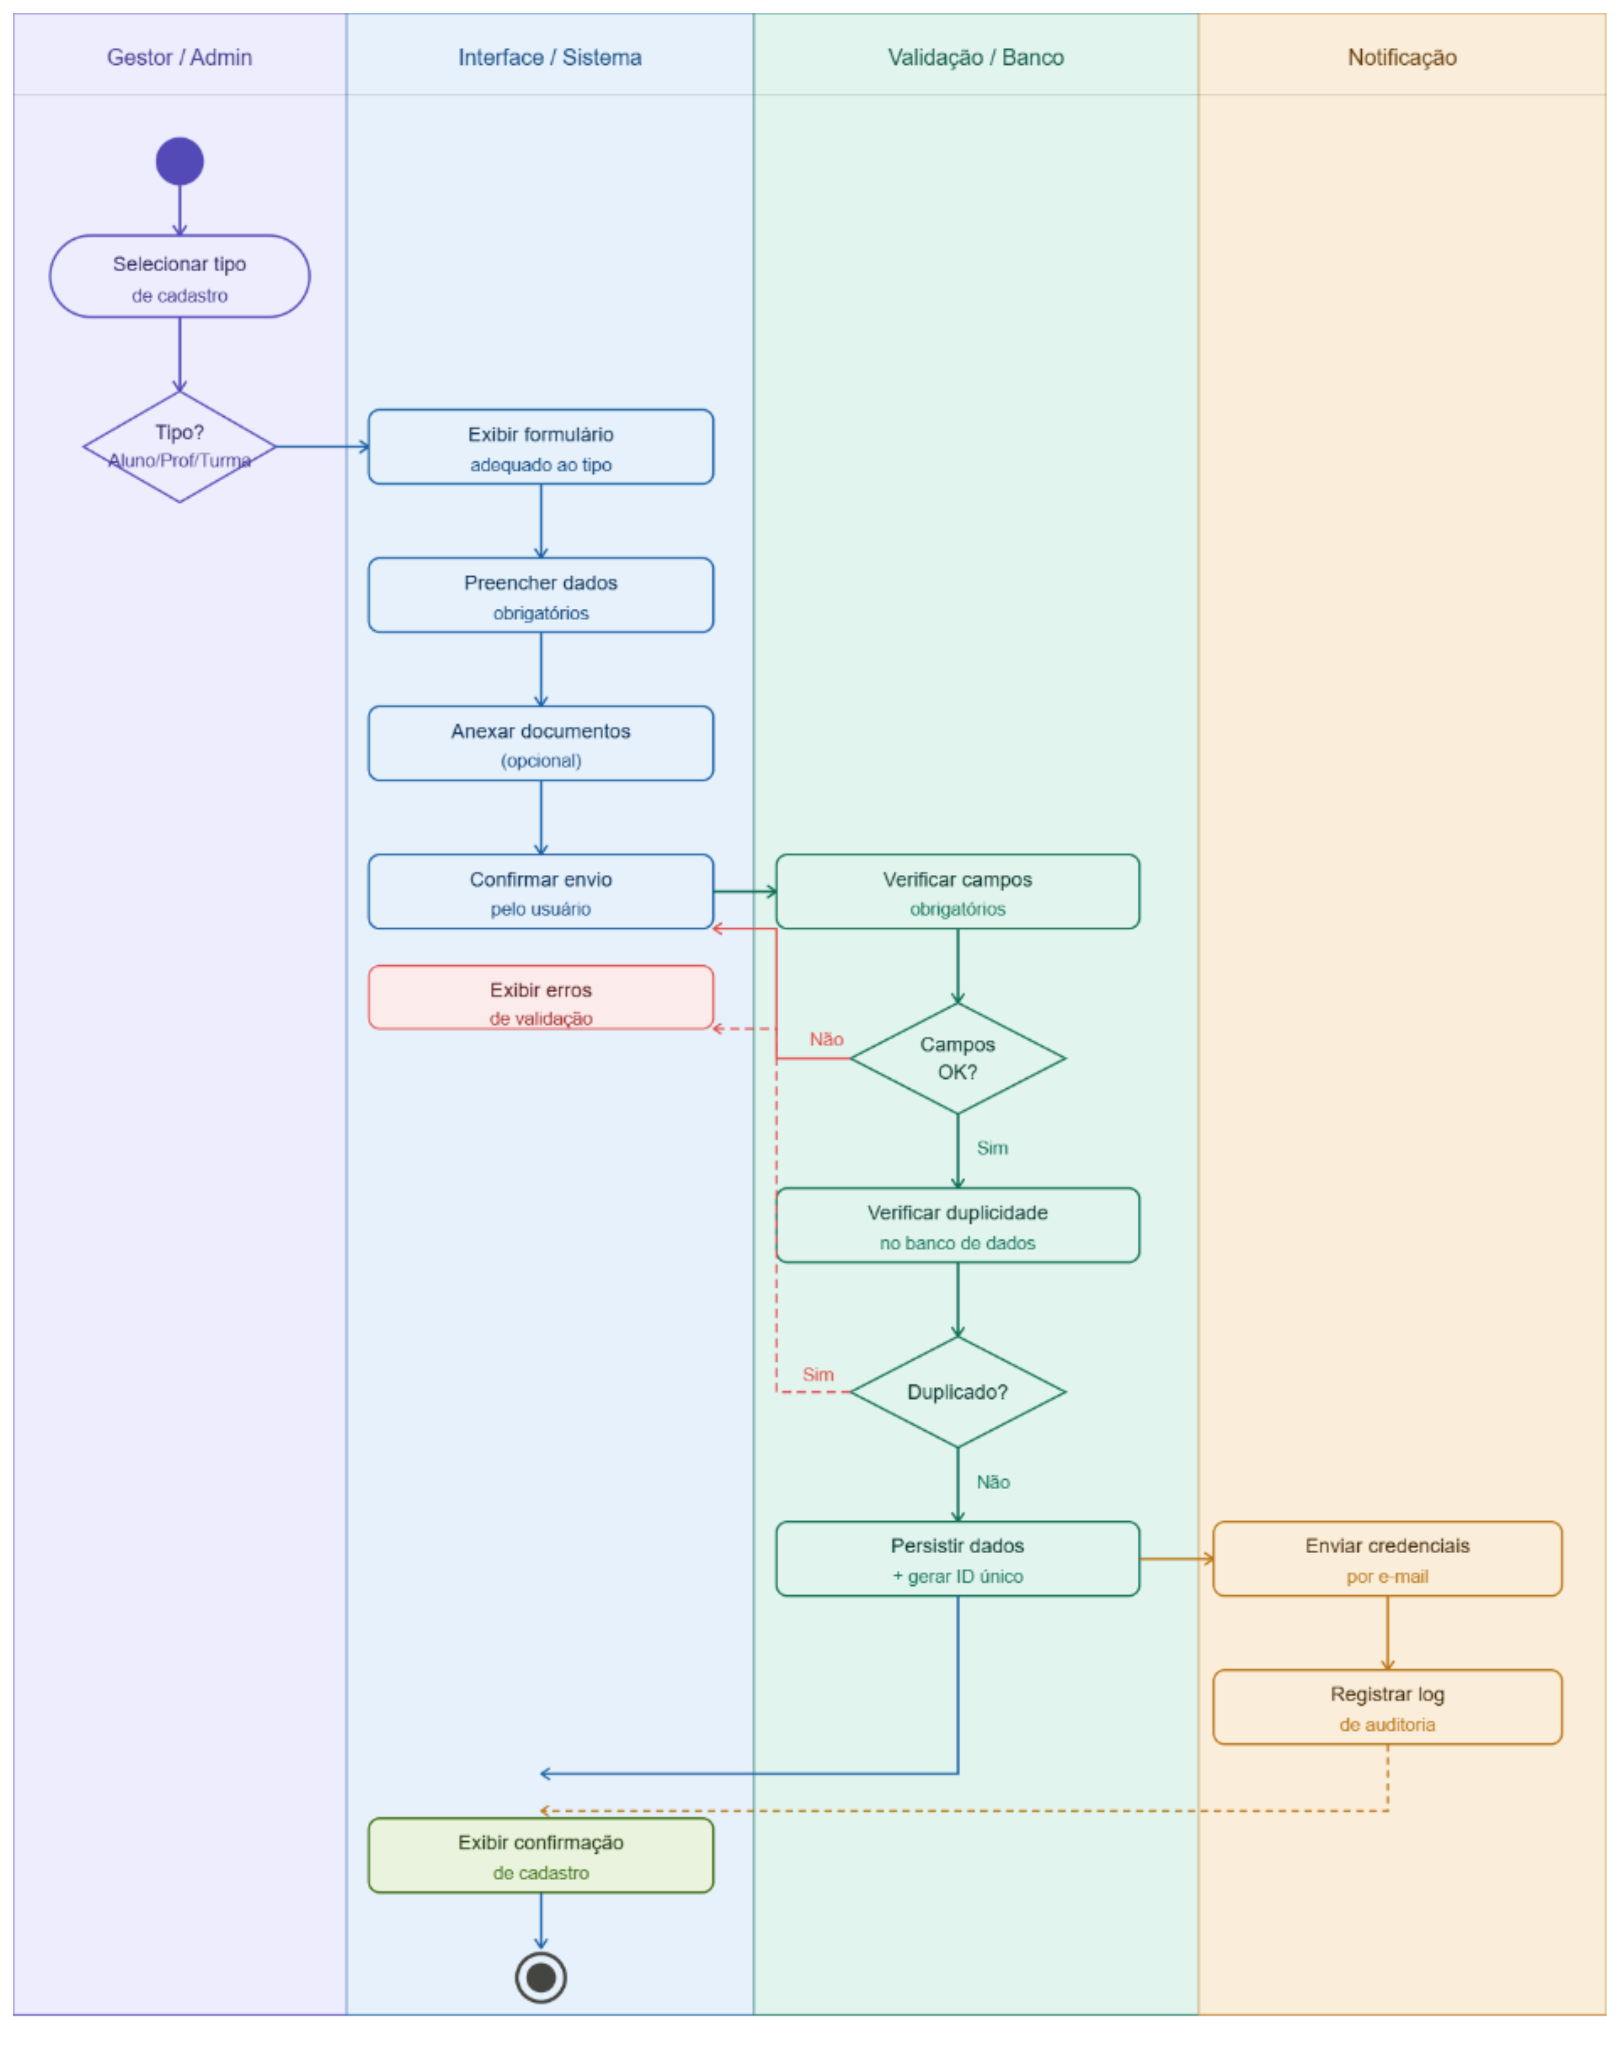 Gestor / Admin
Interface / Sistema
Validação / Banco
Notificação
Selecionar tipo
de cadastro
Tipo?
Aluno/Prof/Turma
Exibir formulário
adequado ao tipo
Preencher dados
obrigatórios
Anexar documentos
(opcional)
Confirmar envio
pelo usuário
Verificar campos
obrigatórios
Exibir erros
de validação
Não
Campos
OK?
Sim
Verificar duplicidade
no banco de dados
Sim
Duplicado?
Não
Persistir dados
+ gerar ID único
Enviar credenciais
por e-mail
Registrar log
de auditoria
Exibir confirmação
de cadastro